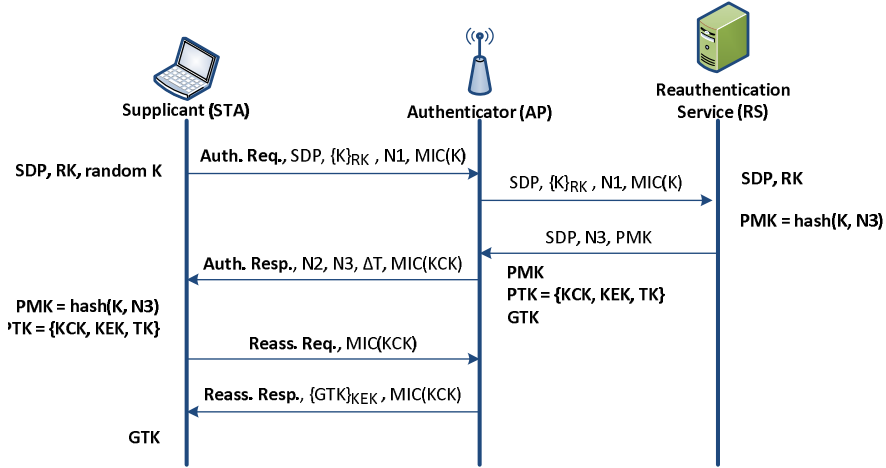 Supplicant (STA)
Authenticator (AP)
Reauthentication
Service (RS)
SDP, RK, random K
Auth. Req., SDP, {K}RK , N1, MIC(K)
SDP, {K}RK , N1, MIC(K)
SDP, RK
PMK = hash(K, N3)
SDP, N3, PMK
Auth. Resp., N2, N3, ΔT, MIC(KCK)
PMK
PTK = {KCK, KEK, TK}
GTK
PMK = hash(K, N3)
PTK = {KCK, KEK, TK}
Reass. Req., MIC(KCK)
Reass. Resp., {GTK}KEK , MIC(KCK)
GTK